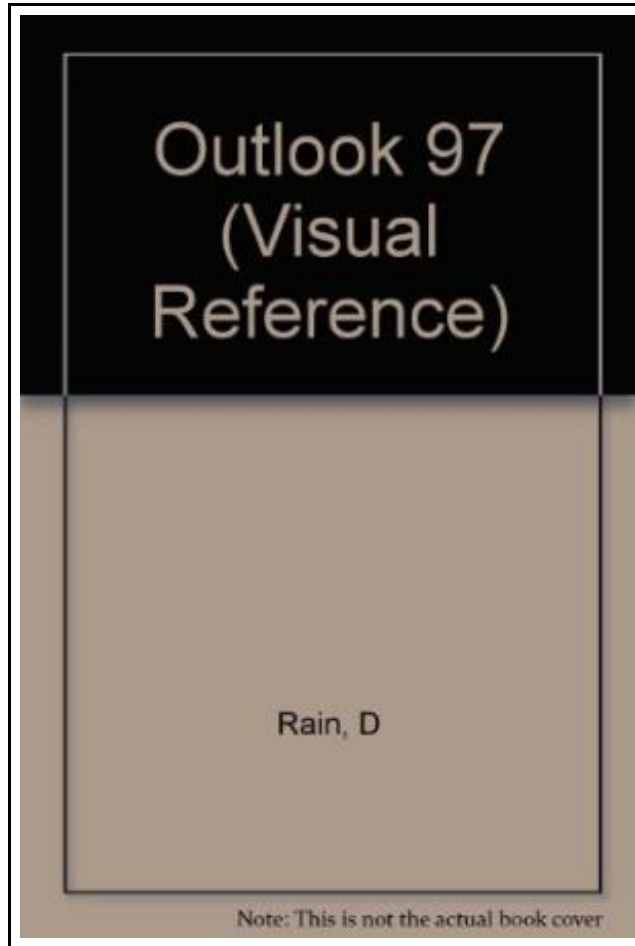 Outlook 97
(Visual
Reference)
Rain, D
Note: This is not the actual book cover